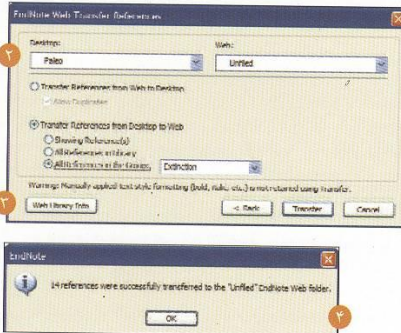 EndNote Web Transfer References
Desktop: Web:
۲
Paleo Unfiled
Transfer References from Web to Desktop
Allow Duplicates
Transfer References from Desktop to Web
Showing Reference(s)
All References in Library
All References in the Group: Extinction
Warning: Manually applied text style formatting (bold, italic, etc.) is not returned using Transfer.
۳
Web Library Info < Back Transfer Cancel
EndNote
14 references were successfully transferred to the "Unfiled" EndNote Web folder.
OK
۴